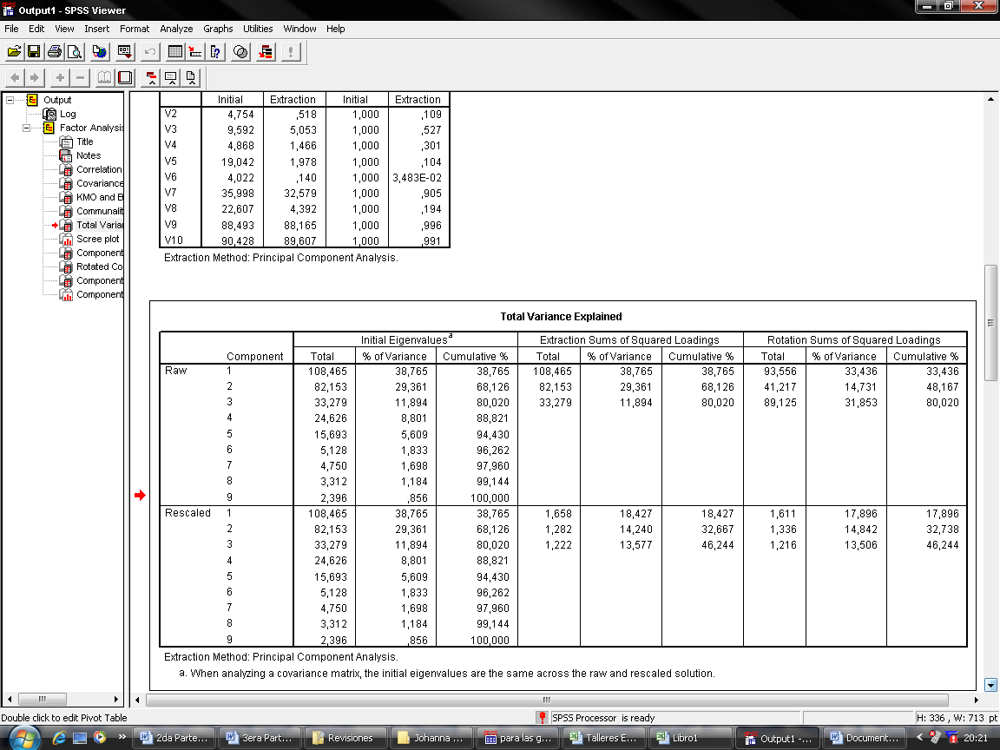 Output1 - SPSS Viewer
File Edit View Insert Format Analyze Graphs Utilities Window Help
Output
Log
Factor Analysis
Title
Notes
Correlation
Covariance
KMO and B
Communalit
Total Varia
Scree plot
Component
Rotated Co
Component
Component
Initial Extraction Initial Extraction
V2 4,754 ,518 1,000 ,109
V3 9,592 5,053 1,000 ,527
V4 4,868 1,466 1,000 ,301
V5 19,042 1,978 1,000 ,104
V6 4,022 ,140 1,000 3,483E-02
V7 35,998 32,579 1,000 ,905
V8 22,607 4,392 1,000 ,194
V9 88,493 88,165 1,000 ,996
V10 90,428 89,607 1,000 ,991
Extraction Method: Principal Component Analysis.
Total Variance Explained
Initial Eigenvalues a Extraction Sums of Squared Loadings Rotation Sums of Squared Loadings
Component Total % of Variance Cumulative % Total % of Variance Cumulative % Total % of Variance Cumulative %
Raw 1 108,465 38,765 38,765 108,465 38,765 38,765 93,556 33,436 33,436
2 82,153 29,361 68,126 82,153 29,361 68,126 41,217 14,731 48,167
3 33,279 11,894 80,020 33,279 11,894 80,020 89,125 31,853 80,020
4 24,626 8,801 88,821
5 15,693 5,609 94,430
6 5,128 1,833 96,262
7 4,750 1,698 97,960
8 3,312 1,184 99,144
9 2,396 ,856 100,000
Rescaled 1 108,465 38,765 38,765 1,658 18,427 18,427 1,611 17,896 17,896
2 82,153 29,361 68,126 1,282 14,240 32,667 1,336 14,842 32,738
3 33,279 11,894 80,020 1,222 13,577 46,244 1,216 13,506 46,244
4 24,626 8,801 88,821
5 15,693 5,609 94,430
6 5,128 1,833 96,262
7 4,750 1,698 97,960
8 3,312 1,184 99,144
9 2,396 ,856 100,000
Extraction Method: Principal Component Analysis.
a. When analyzing a covariance matrix, the initial eigenvalues are the same across the raw and rescaled solution.
Double click to edit Pivot Table SPSS Processor is ready H: 336 , W: 713 pt
2da Parte... 3era Part... Revisiones Johanna ... para las g... Talleres E... Libro1 Output1 -... Document... 20:21